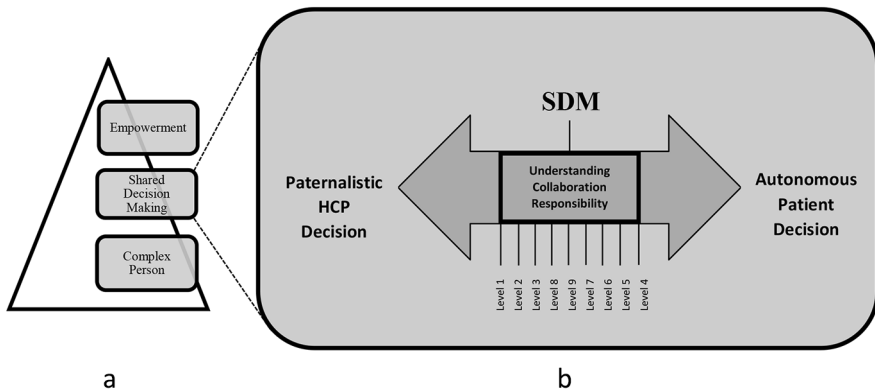 Empowerment
Shared
Decision
Making
Complex
Person
a
SDM
Understanding
Collaboration
Responsibility
Paternalistic
HCP
Decision
Autonomous
Patient
Decision
Level 1
Level 2
Level 3
Level 8
Level 9
Level 7
Level 6
Level 5
Level 4
b